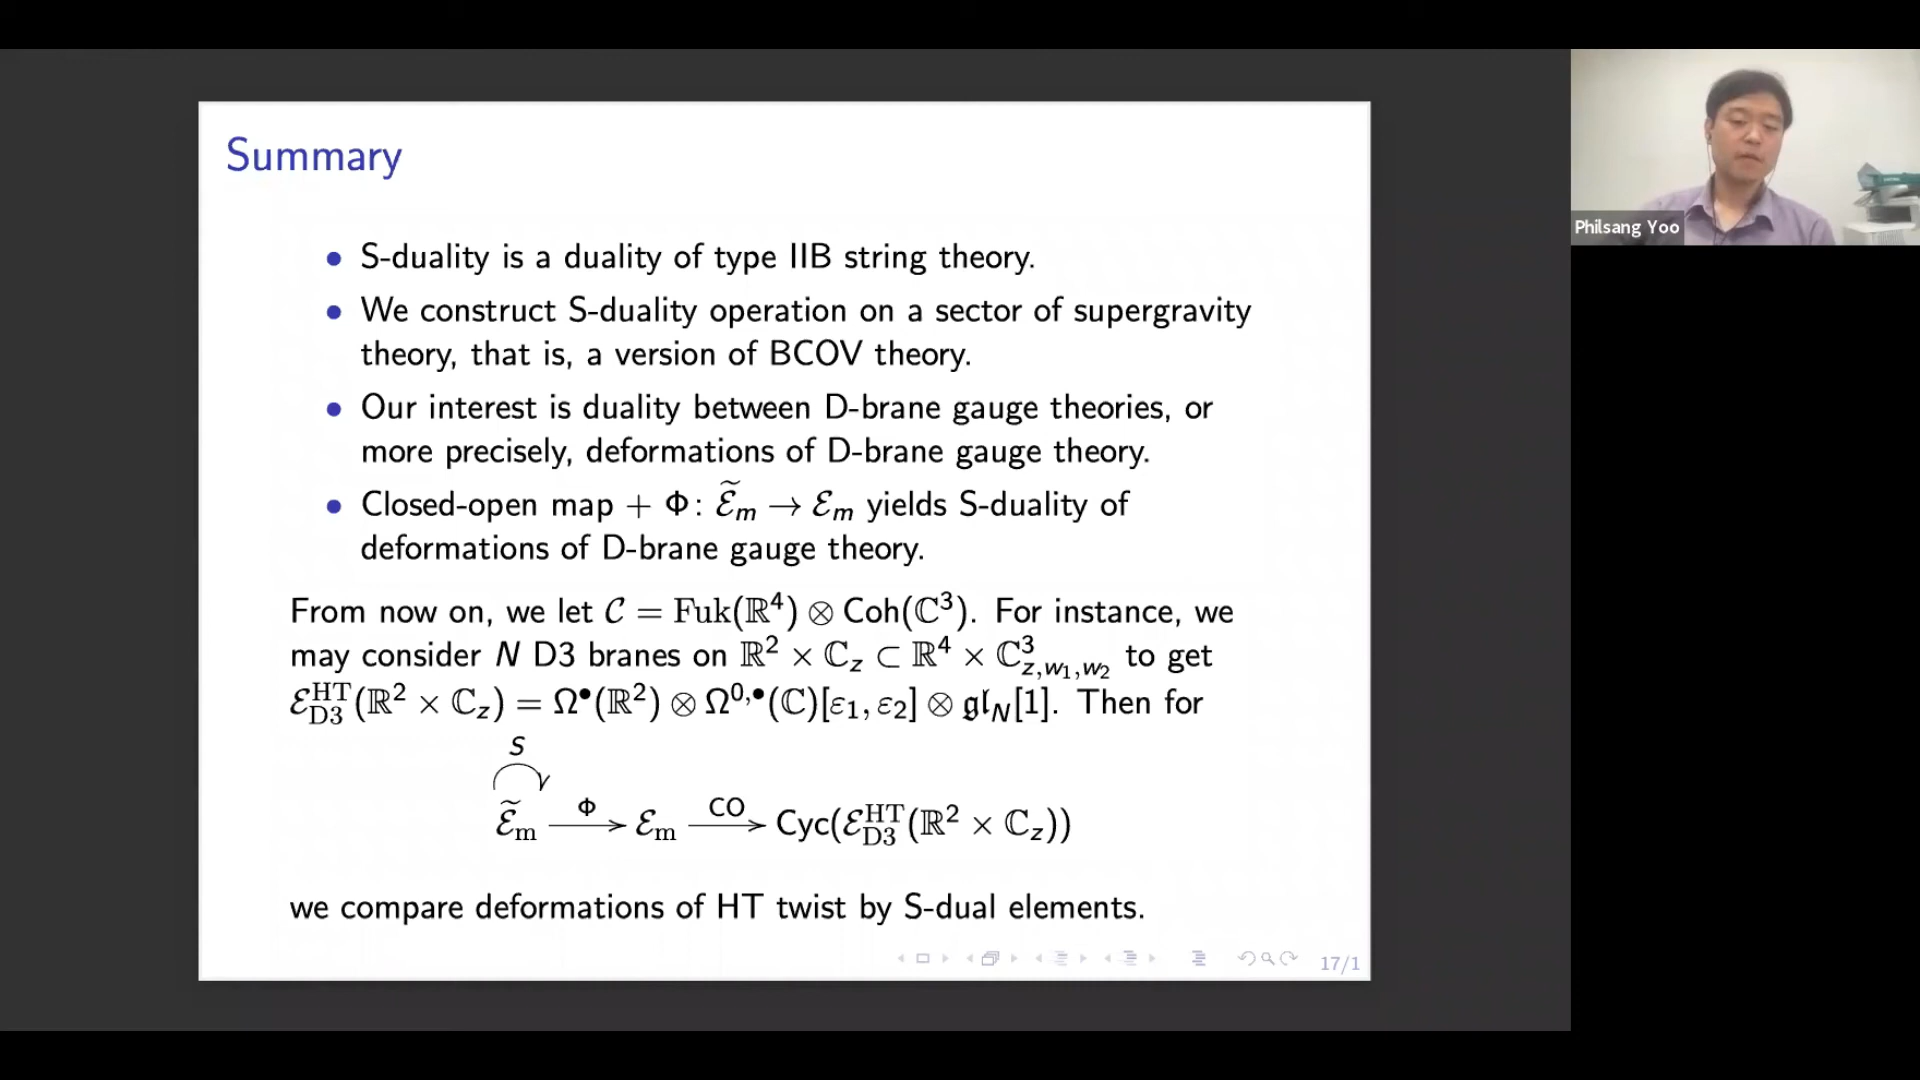 Summary
• S-duality is a duality of type IIB string theory.
• We construct S-duality operation on a sector of supergravity
theory, that is, a version of BCOV theory.
• Our interest is duality between D-brane gauge theories, or
more precisely, deformations of D-brane gauge theory.
• Closed-open map + Φ: ℰ̃ₘ → ℰₘ yields S-duality of
deformations of D-brane gauge theory.
From now on, we let 𝒞 = Fuk(ℝ⁴) ⊗ Coh(ℂ³). For instance, we
may consider N D3 branes on ℝ² × ℂ_z ⊂ ℝ⁴ × ℂ³_{z,w₁,w₂} to get
ℰ^{HT}_{D3}(ℝ² × ℂ_z) = Ω^•(ℝ²) ⊗ Ω^{0,•}(ℂ)[ε₁, ε₂] ⊗ 𝔤𝔩_N[1]. Then for
S
ℰ̃ₘ —Φ→ ℰₘ —CO→ Cyc(ℰ^{HT}_{D3}(ℝ² × ℂ_z))
we compare deformations of HT twist by S-dual elements.
17/1
Philsang Yoo